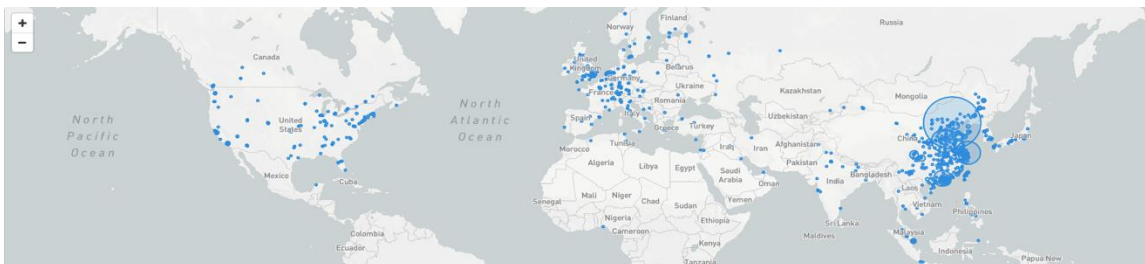 +
−
Canada
United
States
Mexico
Cuba
Colombia
Ecuador
North
Pacific
Ocean
North
Atlantic
Ocean
Norway
Finland
Russia
United
Kingdom
Belarus
Germany
Ukraine
France
Romania
Spain
Italy
Greece
Turkey
Morocco
Tunisia
Algeria
Libya
Egypt
Mali
Niger
Chad
Sudan
Senegal
Nigeria
Cameroon
Ethiopia
Kenya
Tanzania
Iraq
Iran
Saudi
Arabia
Oman
Yemen
Kazakhstan
Uzbekistan
Afghanistan
Pakistan
India
Bangladesh
Sri Lanka
Maldives
Mongolia
China
Japan
Laos
Vietnam
Philippines
Malaysia
Indonesia
Papua New